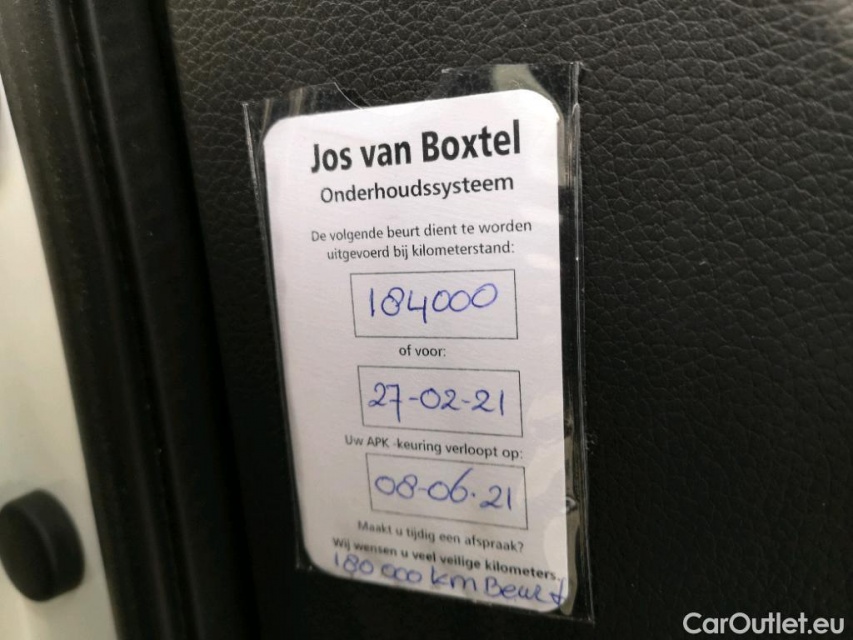 Jos van Boxtel
Onderhoudssysteem
De volgende beurt dient te worden
uitgevoerd bij kilometerstand:
184000
of voor:
27-02-21
Uw APK -keuring verloopt op:
08-06-21
Maakt u tijdig een afspraak?
Wij wensen u veel veilige kilometers.
180 000 km Beurt
CarOutlet.eu